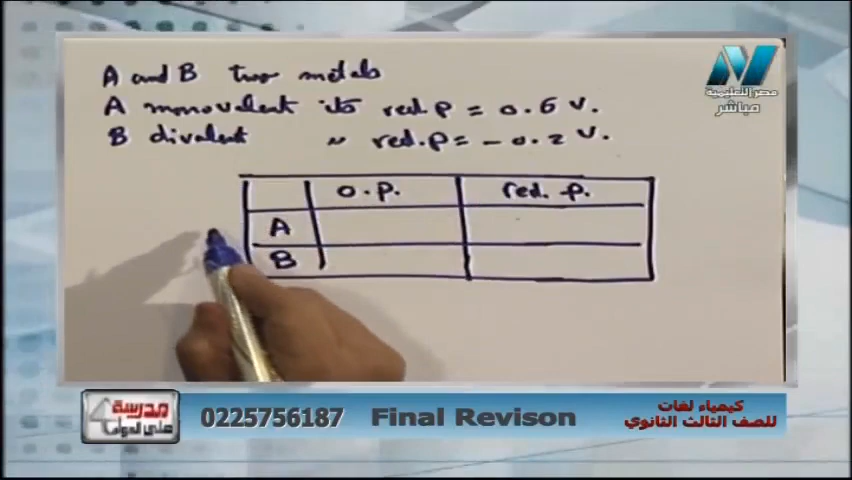 A and B two metals
A monovalent its red.p = 0.6 V.
B divalent 〃 red.p = - 0.2 V.
o.p. red. p.
A
B
مصر التعليمية
مباشر
مدرسة
على الهواء
0225756187 Final Revison
كيمياء لغات
للصف الثالث الثانوي